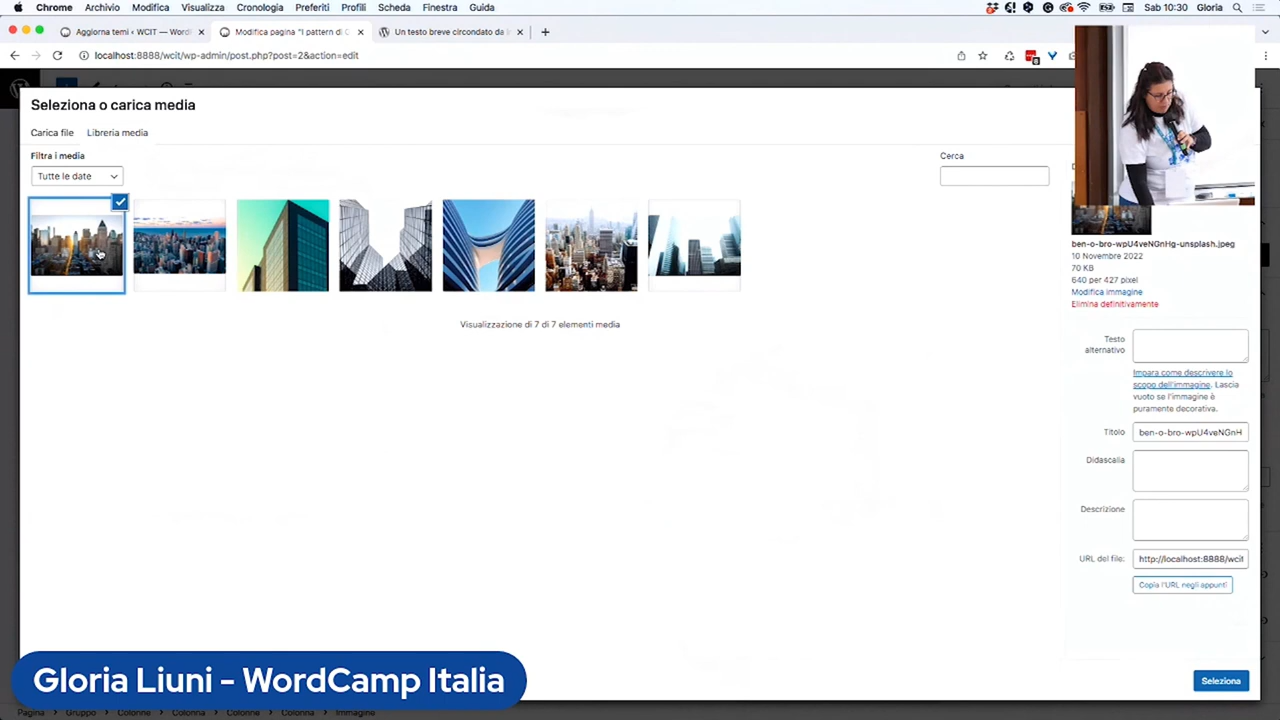 Chrome Archivio Modifica Visualizza Cronologia Preferiti Profili Scheda Finestra Guida
Sab 10:30 Gloria
Aggiorna temi ‹ WCIT — Word
Modifica pagina "I pattern di
Un testo breve circondato da
localhost:8888/wcit/wp-admin/post.php?post=2&action=edit
Seleziona o carica media
Carica file
Libreria media
Filtra i media
Tutte le date
Cerca
Visualizzazione di 7 di 7 elementi media
ben-o-bro-wpU4veNGnHg-unsplash.jpeg
10 Novembre 2022
70 KB
640 per 427 pixel
Modifica immagine
Elimina definitivamente
Testo
alternativo
Impara come descrivere lo
scopo dell'immagine. Lascia
vuoto se l'immagine è
puramente decorativa.
Titolo
ben-o-bro-wpU4veNGnH
Didascalia
Descrizione
URL del file:
http://localhost:8888/wcit
Copia l'URL negli appunti
Seleziona
Gloria Liuni - WordCamp Italia
Pagina › Gruppo › Colonne › Colonna › Colonne › Colonna › Immagine